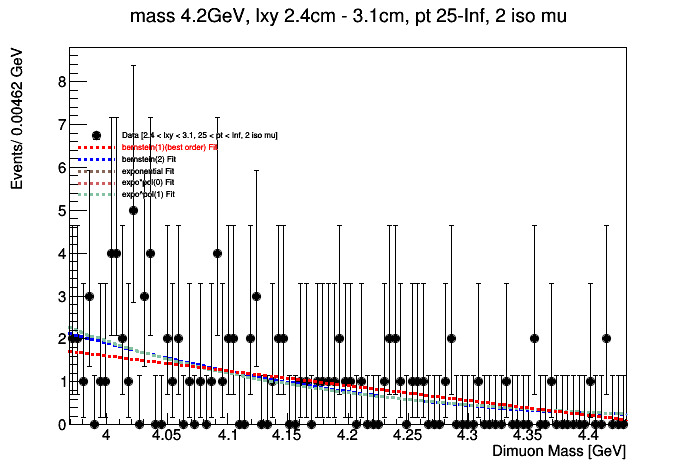 mass 4.2GeV, lxy 2.4cm - 3.1cm, pt 25-Inf, 2 iso mu
Events/ 0.00462 GeV
8
7
6
5
4
3
2
1
0
Data [2.4 < lxy < 3.1, 25 < pt < Inf, 2 iso mu]
bernstein(1)(best order) Fit
bernstein(2) Fit
exponential Fit
expo*pol(0) Fit
expo*pol(1) Fit
4 4.05 4.1 4.15 4.2 4.25 4.3 4.35 4.4
Dimuon Mass [GeV]